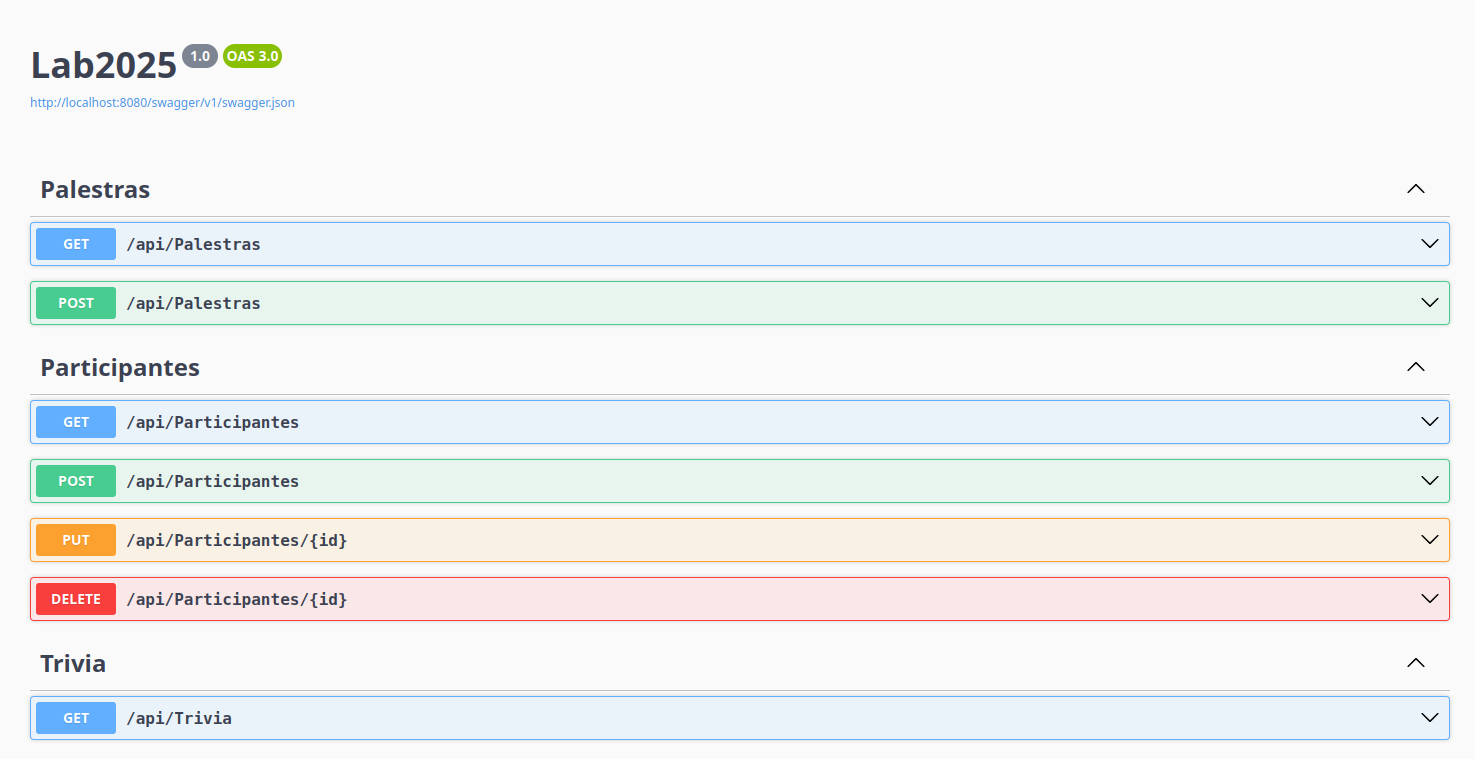 Lab2025 1.0 OAS 3.0
http://localhost:8080/swagger/v1/swagger.json
Palestras
GET /api/Palestras
POST /api/Palestras
Participantes
GET /api/Participantes
POST /api/Participantes
PUT /api/Participantes/{id}
DELETE /api/Participantes/{id}
Trivia
GET /api/Trivia